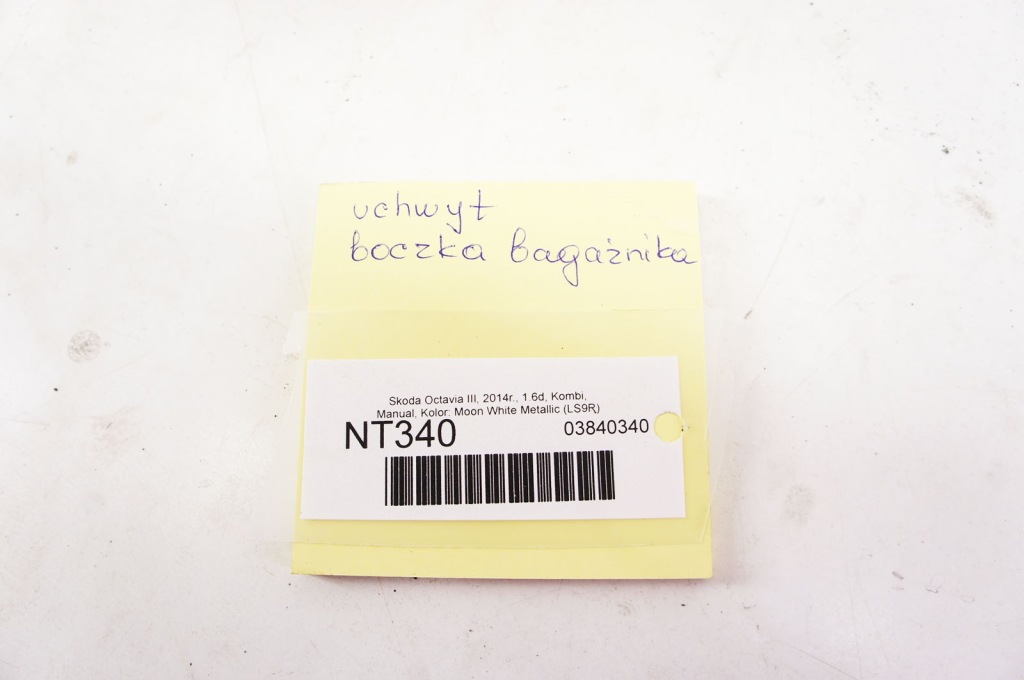 uchwyt
boczka bagażnika
Skoda Octavia III, 2014r., 1.6d, Kombi,
Manual, Kolor: Moon White Metallic (LS9R)
NT340 03840340